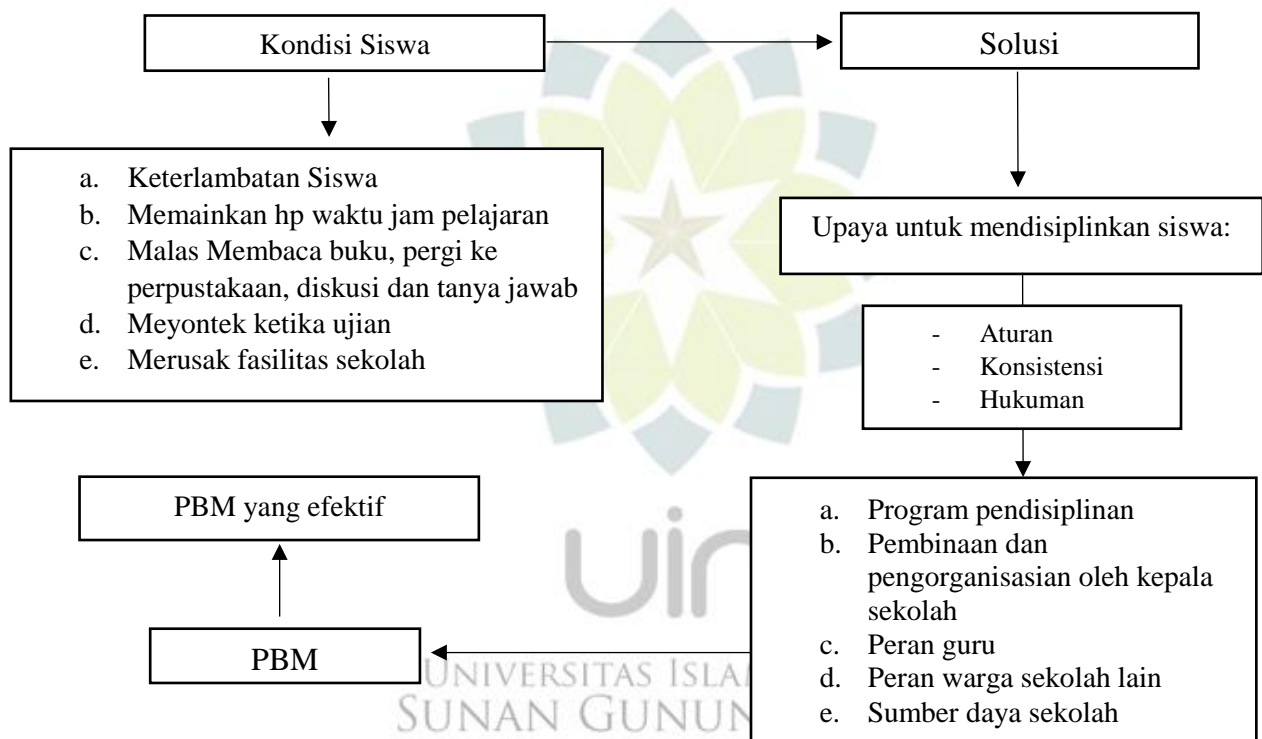 Kondisi Siswa
Solusi
a. Keterlambatan Siswa
b. Memainkan hp waktu jam pelajaran
c. Malas Membaca buku, pergi ke
perpustakaan, diskusi dan tanya jawab
d. Meyontek ketika ujian
e. Merusak fasilitas sekolah
Upaya untuk mendisiplinkan siswa:
- Aturan
- Konsistensi
- Hukuman
a. Program pendisiplinan
b. Pembinaan dan
pengorganisasian oleh kepala
sekolah
c. Peran guru
d. Peran warga sekolah lain
e. Sumber daya sekolah
PBM yang efektif
PBM
UNIVERSITAS
SUNAN